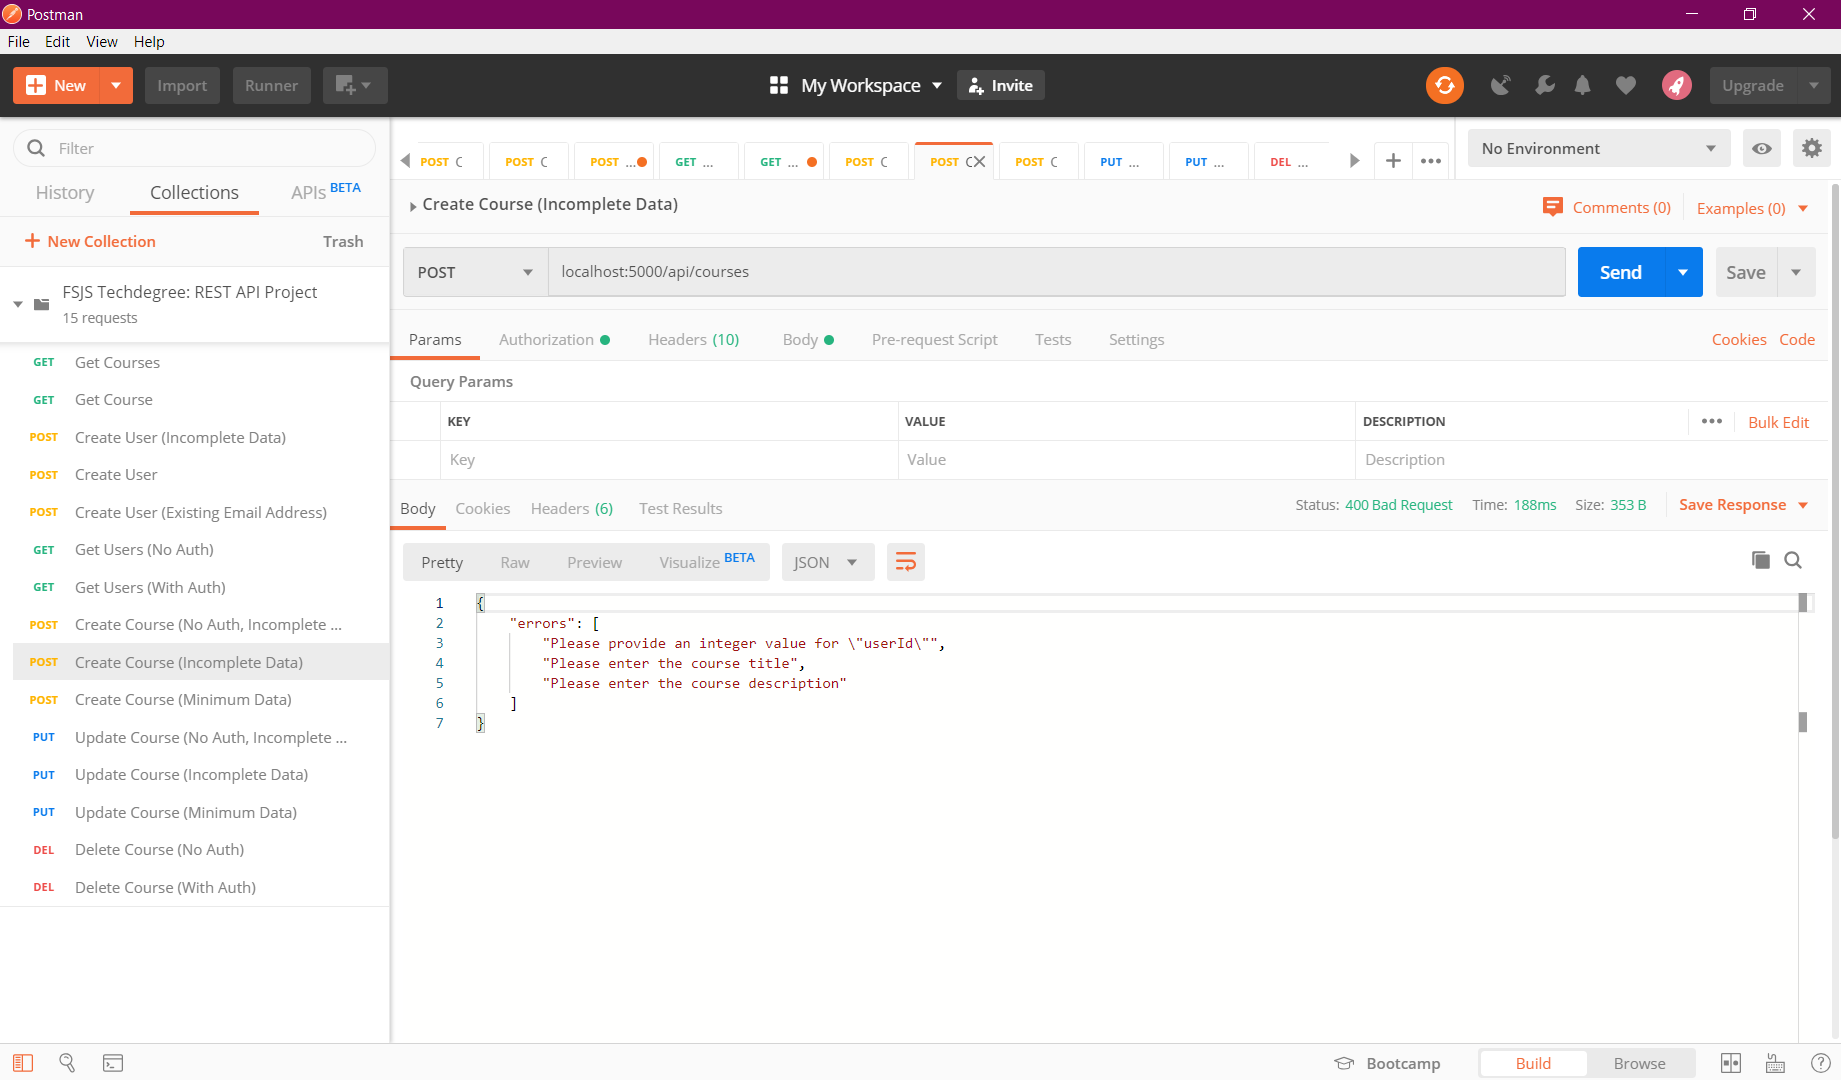 Postman
File Edit View Help
New Import Runner My Workspace Invite Upgrade
Filter
History Collections APIs BETA
New Collection Trash
FSJS Techdegree: REST API Project
15 requests
GET Get Courses
GET Get Course
POST Create User (Incomplete Data)
POST Create User
POST Create User (Existing Email Address)
GET Get Users (No Auth)
GET Get Users (With Auth)
POST Create Course (No Auth, Incomplete ...
POST Create Course (Incomplete Data)
POST Create Course (Minimum Data)
PUT Update Course (No Auth, Incomplete ...
PUT Update Course (Incomplete Data)
PUT Update Course (Minimum Data)
DEL Delete Course (No Auth)
DEL Delete Course (With Auth)
POST C POST C POST ... GET ... GET ... POST C POST C POST C PUT ... PUT ... DEL ...
No Environment
Create Course (Incomplete Data)
Comments (0) Examples (0)
POST localhost:5000/api/courses Send Save
Params Authorization Headers (10) Body Pre-request Script Tests Settings Cookies Code
Query Params
KEY VALUE DESCRIPTION ••• Bulk Edit
Key Value Description
Body Cookies Headers (6) Test Results Status: 400 Bad Request Time: 188ms Size: 353 B Save Response
Pretty Raw Preview Visualize BETA JSON
1 {
2 "errors": [
3 "Please provide an integer value for \"userId\"",
4 "Please enter the course title",
5 "Please enter the course description"
6 ]
7 }
Bootcamp Build Browse